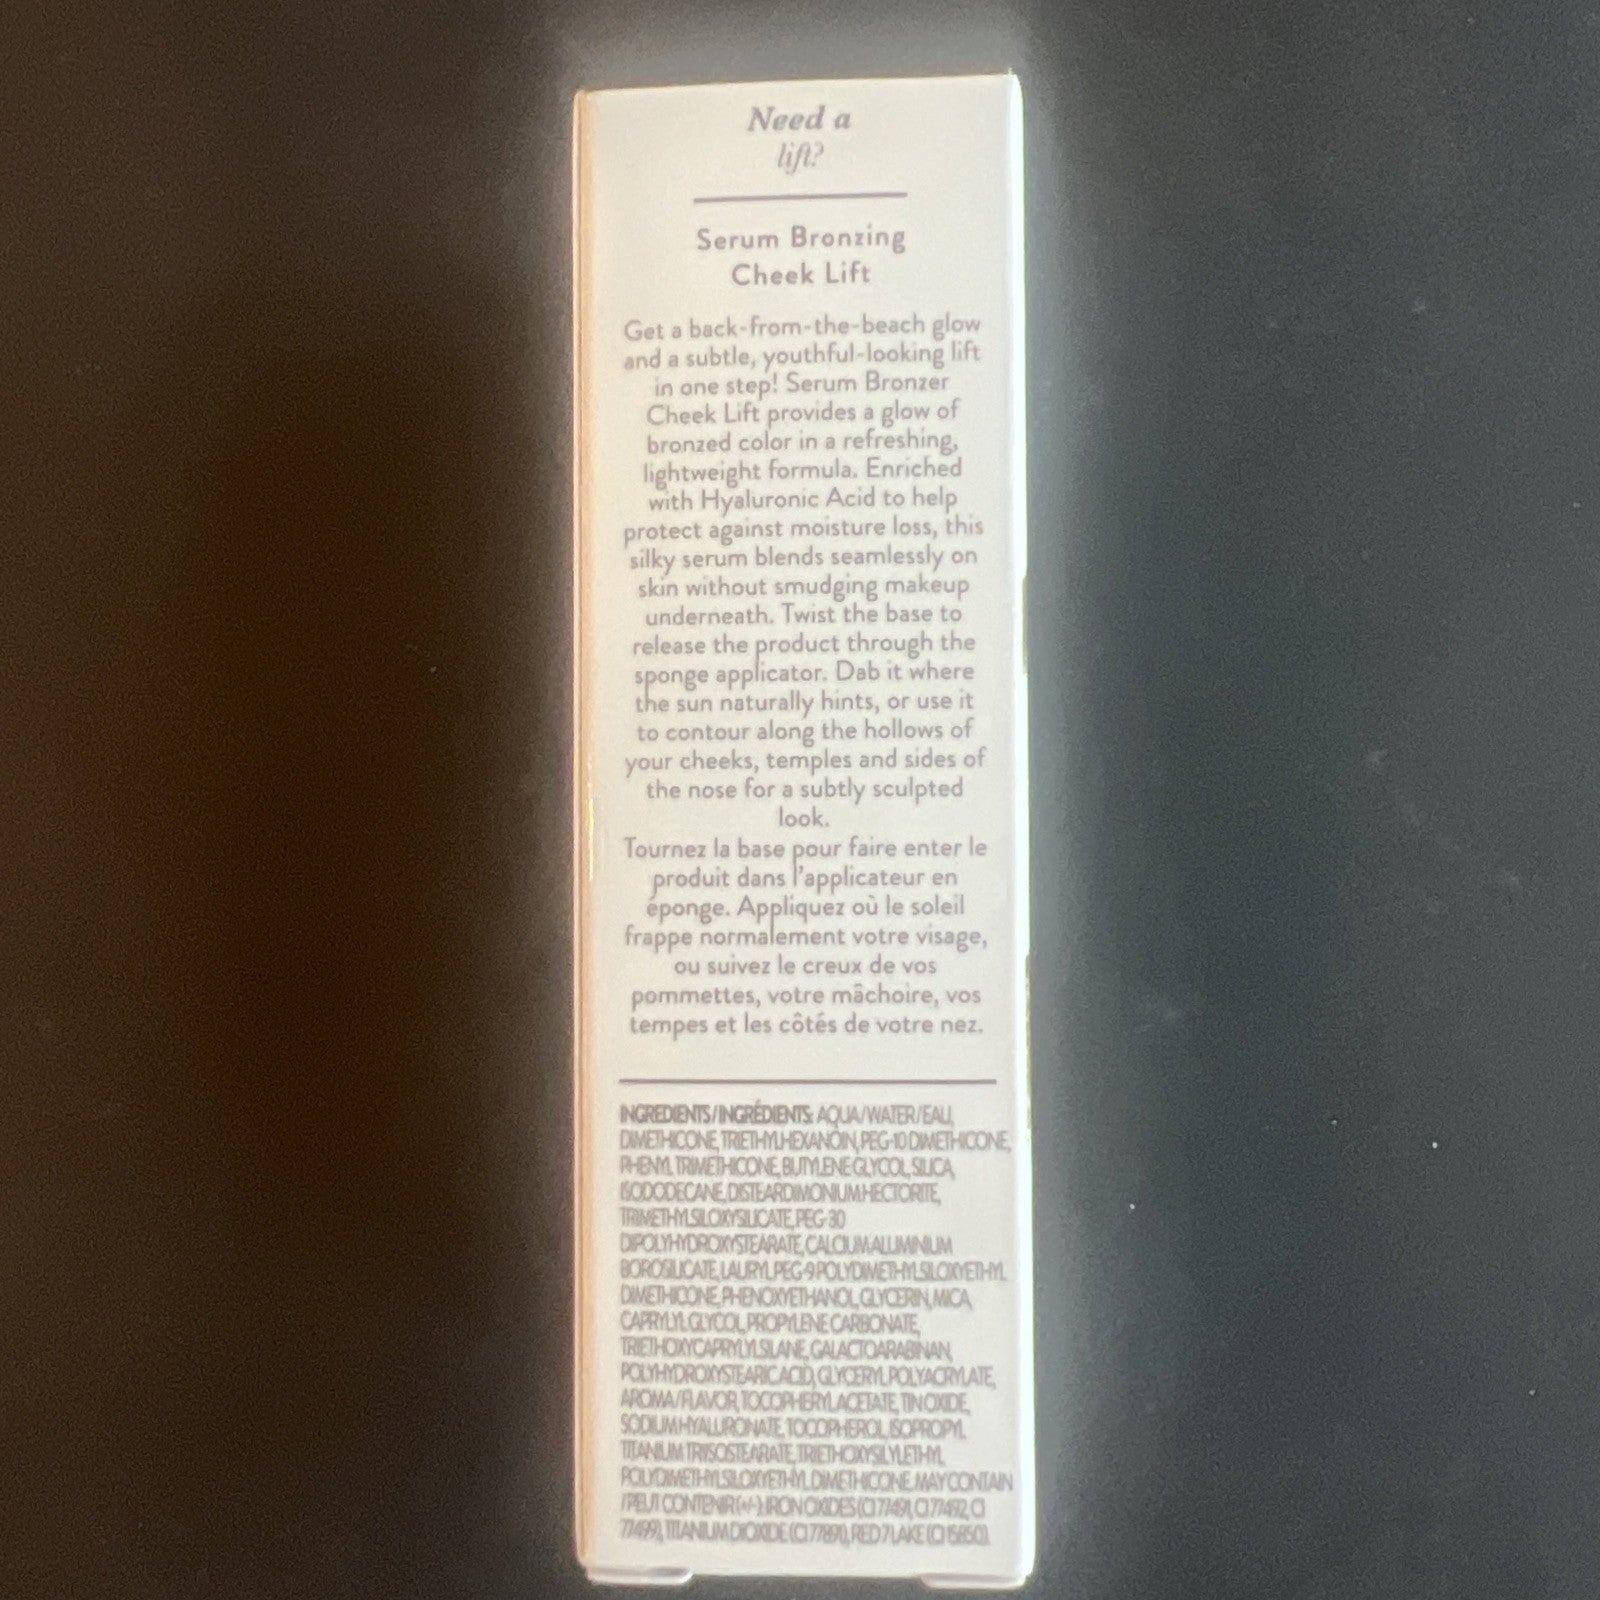 Need a
lift?
Serum Bronzing
Cheek Lift
Get a back-from-the-beach glow
and a subtle, youthful-looking lift
in one step! Serum Bronzer
Cheek Lift provides a glow of
bronzed color in a refreshing,
lightweight formula. Enriched
with Hyaluronic Acid to help
protect against moisture loss, this
silky serum blends seamlessly on
skin without smudging makeup
underneath. Twist the base to
release the product through the
sponge applicator. Dab it where
the sun naturally hints, or use it
to contour along the hollows of
your cheeks, temples and sides of
the nose for a subtly sculpted
look.
Tournez la base pour faire enter le
produit dans l'applicateur en
éponge. Appliquez où le soleil
frappe normalement votre visage,
ou suivez le creux de vos
pommettes, votre mâchoire, vos
tempes et les côtés de votre nez.
INGREDIENTS/INGRÉDIENTS: AQUA/WATER/EAU,
DIMETHICONE, TRIETHYLHEXANOIN, PEG-10 DIMETHICONE,
PHENYL TRIMETHICONE, BUTYLENE GLYCOL, SILICA,
ISODODECANE, DISTEARDIMONIUM HECTORITE,
TRIMETHYLSILOXYSILICATE, PEG-30
DIPOLYHYDROXYSTEARATE, CALCIUM ALUMINUM
BOROSILICATE, LAURYL PEG-9 POLYDIMETHYLSILOXYETHYL
DIMETHICONE, PHENOXYETHANOL, GLYCERIN, MICA,
CAPRYLYL GLYCOL, PROPYLENE CARBONATE,
TRIETHOXYCAPRYLYLSILANE, GALACTOARABINAN,
POLYHYDROXYSTEARIC ACID, GLYCERYL POLYACRYLATE,
AROMA/FLAVOR, TOCOPHERYL ACETATE, TIN OXIDE,
SODIUM HYALURONATE, TOCOPHEROL, ISOPROPYL
TITANIUM TRIISOSTEARATE, TRIETHOXYSILYLETHYL
POLYDIMETHYLSILOXYETHYL DIMETHICONE. MAY CONTAIN
/PEUT CONTENIR (+/-): IRON OXIDES (CI 77491, CI 77492, CI
77499), TITANIUM DIOXIDE (CI 77891), RED 7 LAKE (CI 15850).